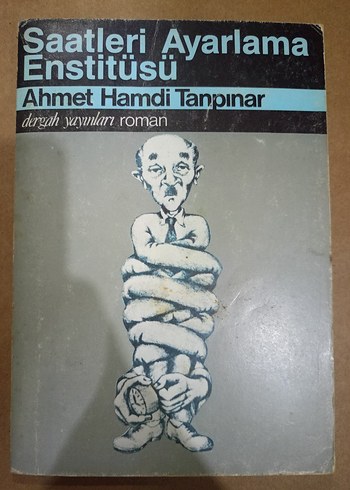 Saatleri Ayarlama
Enstitüsü
Ahmet Hamdi Tanpınar
dergah yayınları roman